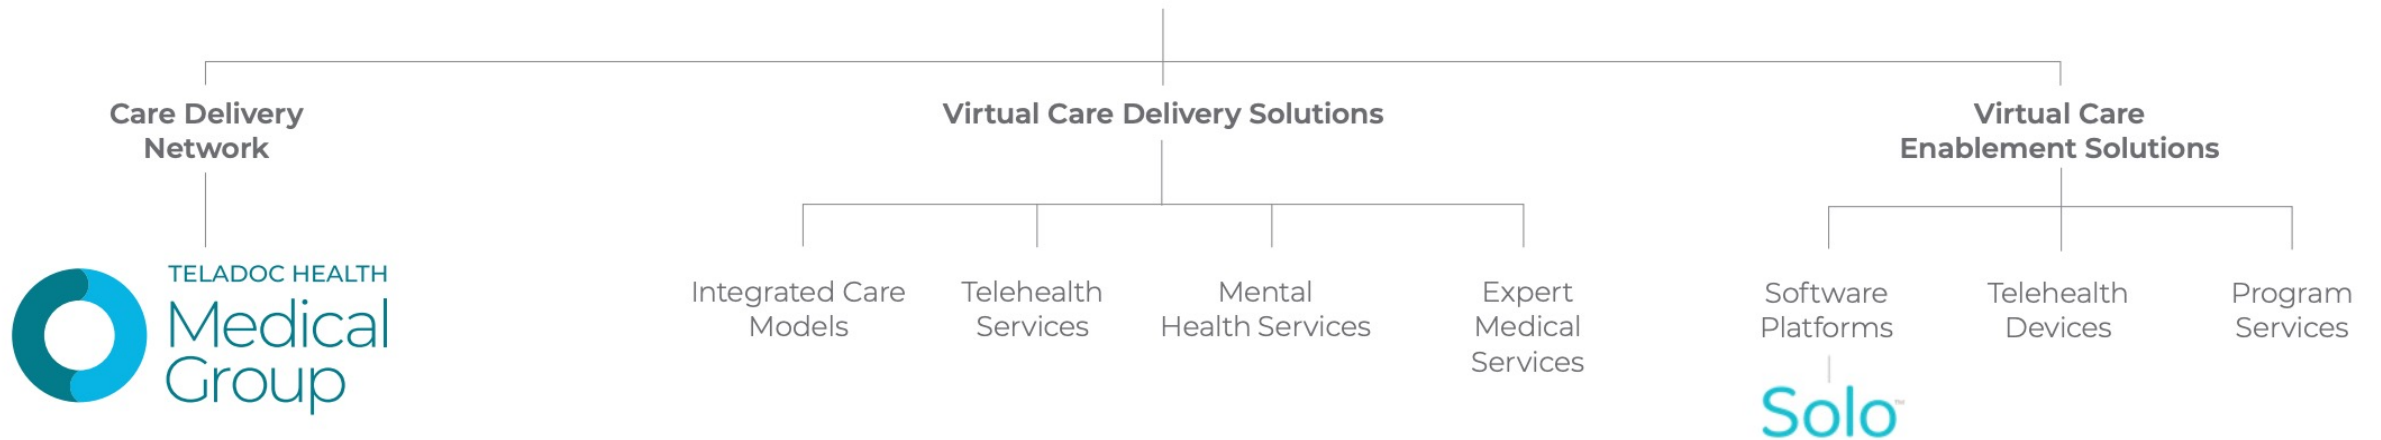 Care Delivery
Network
Virtual Care Delivery Solutions
Virtual Care
Enablement Solutions
TELADOC HEALTH
Medical
Group
Integrated Care
Models
Telehealth
Services
Mental
Health Services
Expert
Medical
Services
Software
Platforms
Telehealth
Devices
Program
Services
Solo™